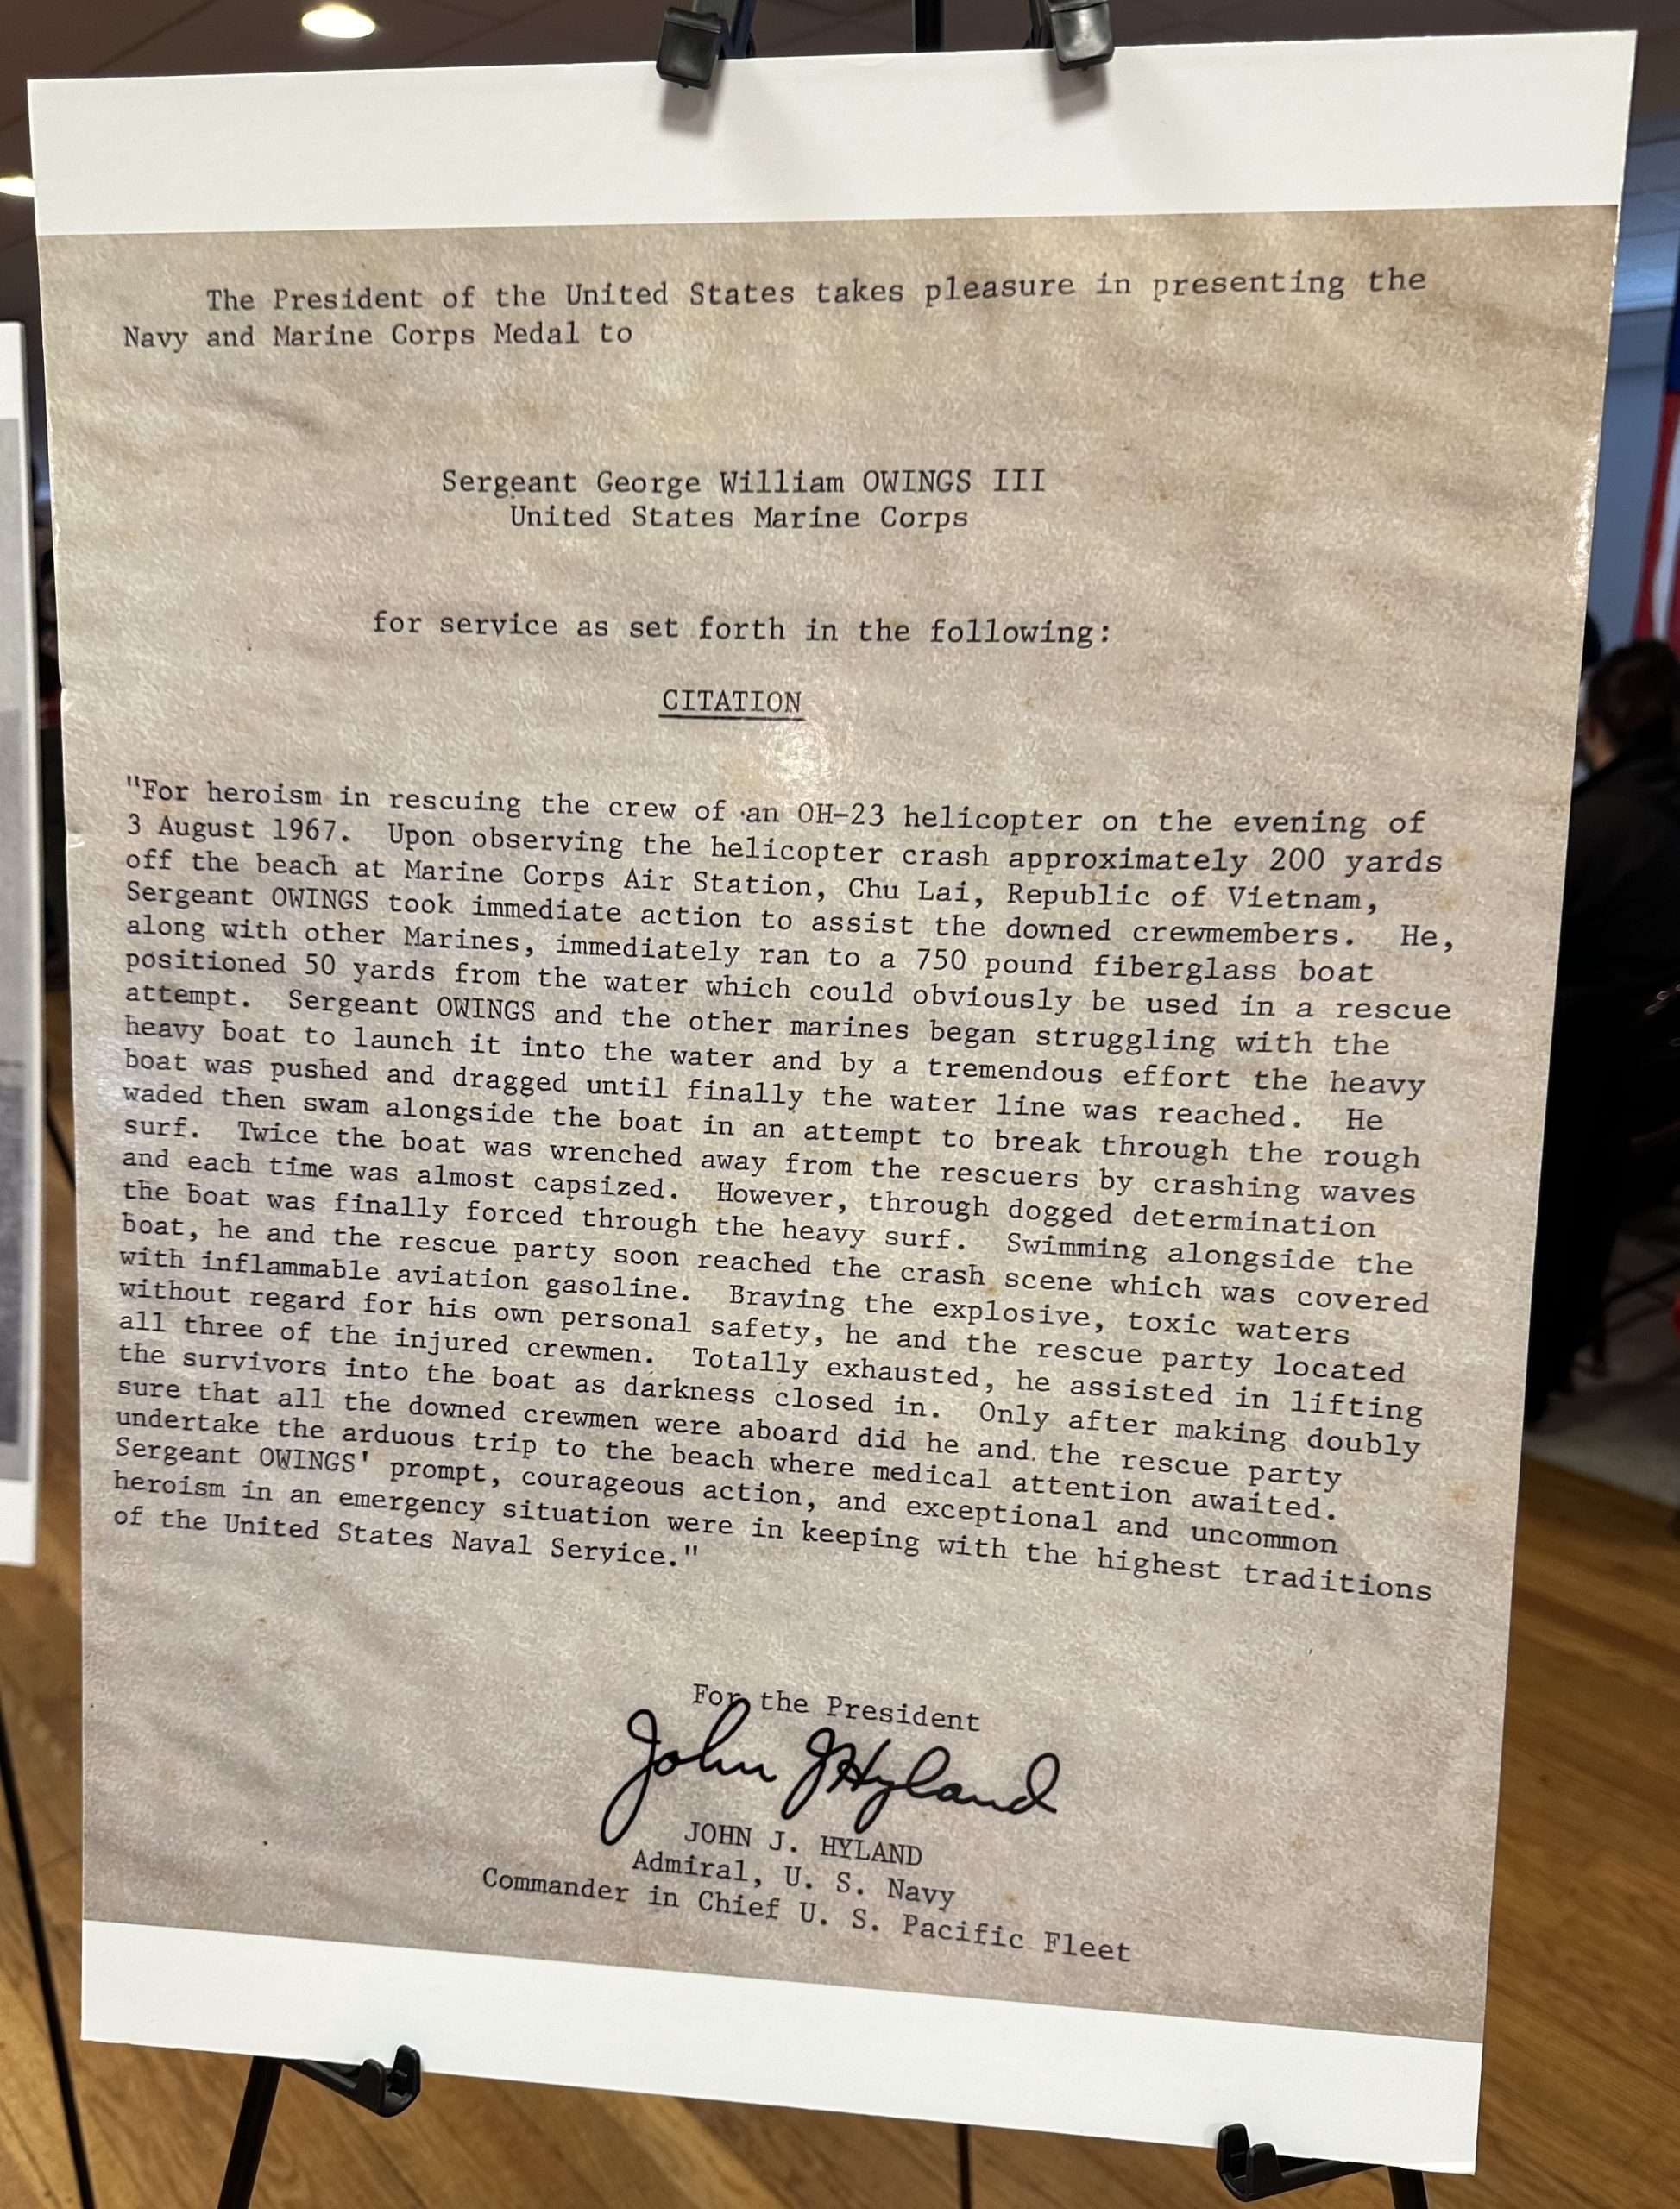 The President of the United States takes pleasure in presenting the
Navy and Marine Corps Medal to
Sergeant George William OWINGS III
United States Marine Corps
for service as set forth in the following:
CITATION
"For heroism in rescuing the crew of an OH-23 helicopter on the evening of
3 August 1967. Upon observing the helicopter crash approximately 200 yards
off the beach at Marine Corps Air Station, Chu Lai, Republic of Vietnam,
Sergeant OWINGS took immediate action to assist the downed crewmembers. He,
along with other Marines, immediately ran to a 750 pound fiberglass boat
positioned 50 yards from the water which could obviously be used in a rescue
attempt. Sergeant OWINGS and the other marines began struggling with the
heavy boat to launch it into the water and by a tremendous effort the heavy
boat was pushed and dragged until finally the water line was reached. He
waded then swam alongside the boat in an attempt to break through the rough
surf. Twice the boat was wrenched away from the rescuers by crashing waves
and each time was almost capsized. However, through dogged determination
the boat was finally forced through the heavy surf. Swimming alongside the
boat, he and the rescue party soon reached the crash scene which was covered
with inflammable aviation gasoline. Braving the explosive, toxic waters
without regard for his own personal safety, he and the rescue party located
all three of the injured crewmen. Totally exhausted, he assisted in lifting
the survivors into the boat as darkness closed in. Only after making doubly
sure that all the downed crewmen were aboard did he and the rescue party
undertake the arduous trip to the beach where medical attention awaited.
Sergeant OWINGS' prompt, courageous action, and exceptional and uncommon
heroism in an emergency situation were in keeping with the highest traditions
of the United States Naval Service."
For the President
John J Hyland
JOHN J. HYLAND
Admiral, U. S. Navy
Commander in Chief U. S. Pacific Fleet